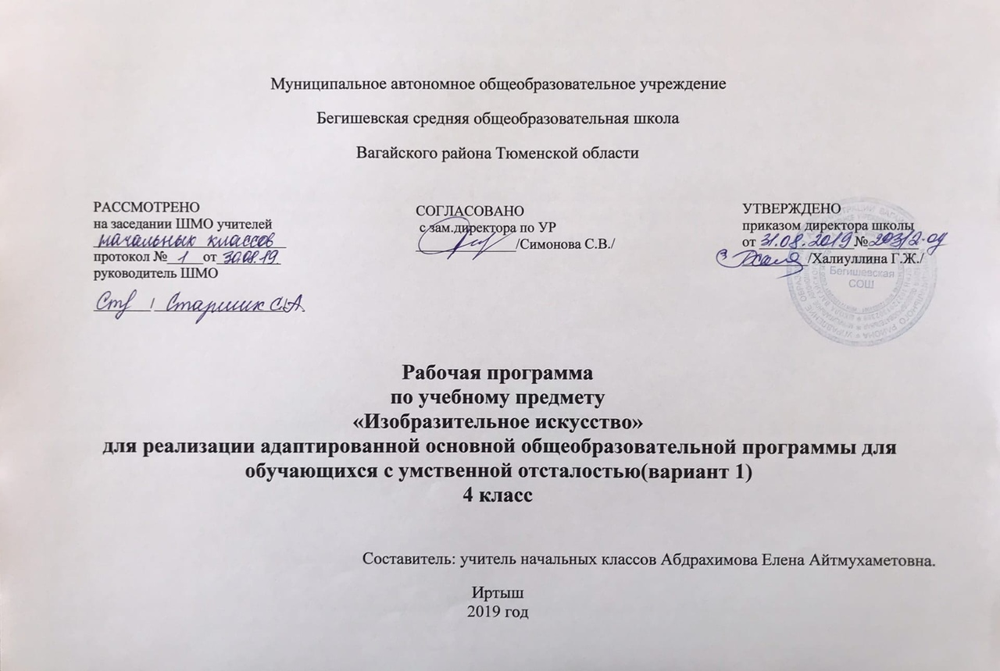 Муниципальное автономное общеобразовательное учреждение
Бегишевская средняя общеобразовательная школа
Вагайского района Тюменской области
РАССМОТРЕНО
на заседании ШМО учителей
начальных классов
протокол № 1 от 30.08.19
руководитель ШМО
/ Старшик С.А
СОГЛАСОВАНО
с зам.директора по УР
/Симонова С.В./
УТВЕРЖДЕНО
приказом директора школы
от 31.08.2019 № 203/2-од
/Халиуллина Г.Ж./
Бегишевская
СОШ
Рабочая программа
по учебному предмету
«Изобразительное искусство»
для реализации адаптированной основной общеобразовательной программы для
обучающихся с умственной отсталостью(вариант 1)
4 класс
Составитель: учитель начальных классов Абдрахимова Елена Айтмухаметовна.
Иртыш
2019 год